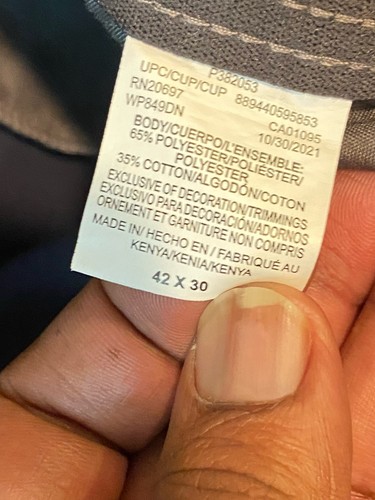 P382053
UPC/CUP/CUP 889440595853
RN20697 CA01095
WP849DN 10/30/2021
BODY/CUERPO/L'ENSEMBLE:
65% POLYESTER/POLIÉSTER/
POLYESTER
35% COTTON/ALGODÓN/COTON
EXCLUSIVE OF DECORATION/TRIMMINGS
EXCLUSIVO PARA DECORACIÓN/ADORNOS
ORNEMENT ET GARNITURE NON COMPRIS
MADE IN/ HECHO EN / FABRIQUÉ AU
KENYA/KENIA/KENYA
42 X 30